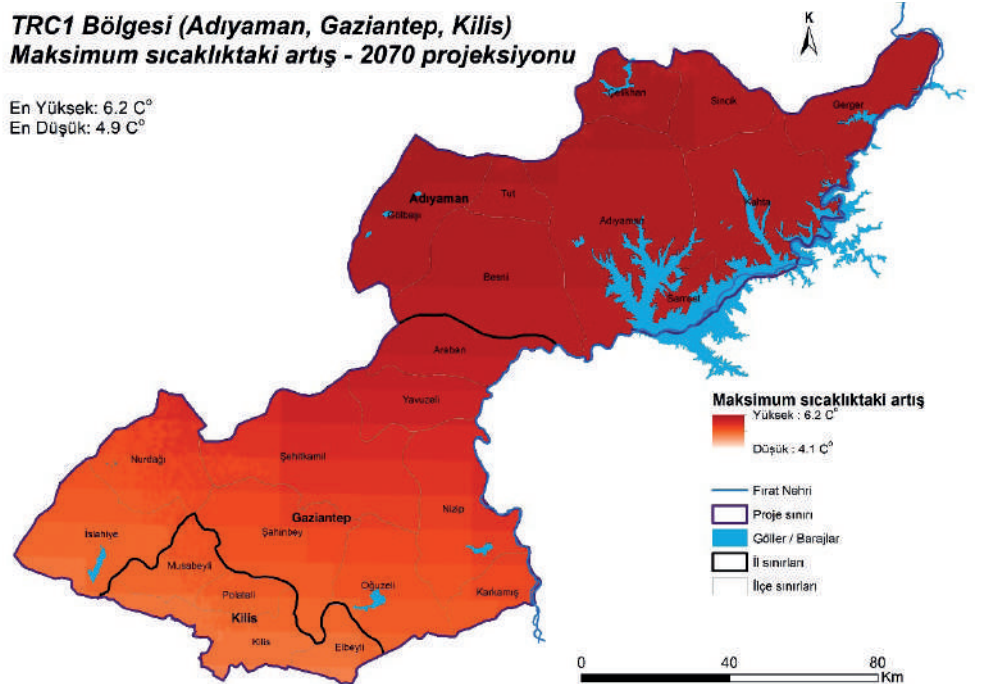 TRC1 Bölgesi (Adıyaman, Gaziantep, Kilis)
Maksimum sıcaklıktaki artış - 2070 projeksiyonu
En Yüksek: 6.2 C°
En Düşük: 4.9 C°
K
Çelikhan
Sincik
Gerger
Adıyaman
Tut
Gölbaşı
Adıyaman
Kahta
Besni
Samsat
Araban
Yavuzeli
Nurdağı
Şehitkamil
Gaziantep
Nizip
İslahiye
Şahinbey
Musabeyli
Oğuzeli
Polateli
Karkamış
Kilis
Kilis
Elbeyli
Maksimum sıcaklıktaki artış
Yüksek : 6.2 C°
Düşük : 4.1 C°
Fırat Nehri
Proje sınırı
Göller / Barajlar
İl sınırları
İlçe sınırları
0 40 80
Km